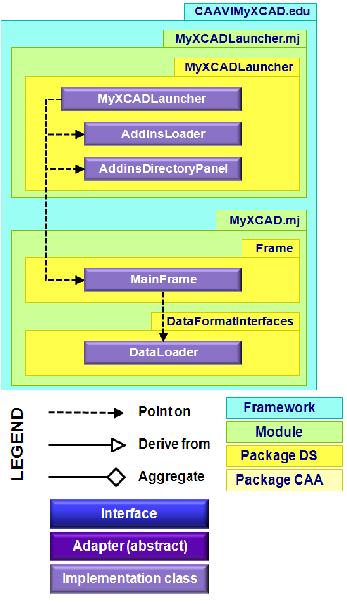 CAAVIMyXCAD.edu
MyXCADLauncher.mj
MyXCADLauncher
MyXCADLauncher
AddinsLoader
AddinsDirectoryPanel
MyXCAD.mj
Frame
MainFrame
DataFormatInterfaces
DataLoader
LEGEND
Point on
Derive from
Aggregate
Framework
Module
Package DS
Package CAA
Interface
Adapter (abstract)
Implementation class